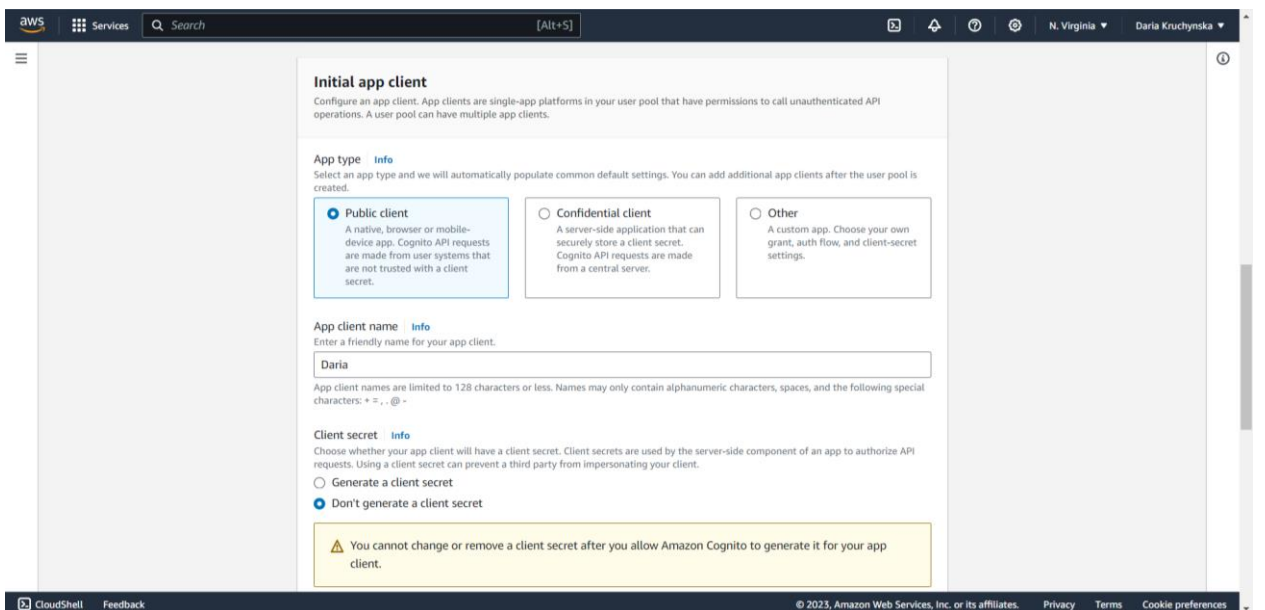 aws
Services
Search
[Alt+S]
N. Virginia
Daria Kruchynska
Initial app client
Configure an app client. App clients are single-app platforms in your user pool that have permissions to call unauthenticated API
operations. A user pool can have multiple app clients.
App type Info
Select an app type and we will automatically populate common default settings. You can add additional app clients after the user pool is
created.
Public client
A native, browser or mobile-
device app. Cognito API requests
are made from user systems that
are not trusted with a client
secret.
Confidential client
A server-side application that can
securely store a client secret.
Cognito API requests are made
from a central server.
Other
A custom app. Choose your own
grant, auth flow, and client-secret
settings.
App client name Info
Enter a friendly name for your app client.
Daria
App client names are limited to 128 characters or less. Names may only contain alphanumeric characters, spaces, and the following special
characters: + = , . @ -
Client secret Info
Choose whether your app client will have a client secret. Client secrets are used by the server-side component of an app to authorize API
requests. Using a client secret can prevent a third party from impersonating your client.
Generate a client secret
Don't generate a client secret
You cannot change or remove a client secret after you allow Amazon Cognito to generate it for your app
client.
CloudShell
Feedback
© 2023, Amazon Web Services, Inc. or its affiliates.
Privacy
Terms
Cookie preferences